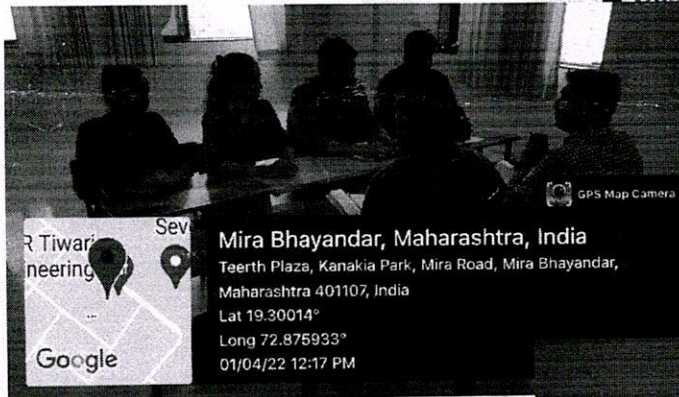 GPS Map Camera
R Tiwari
neering
Sev
Google
Mira Bhayandar, Maharashtra, India
Teerth Plaza, Kanakia Park, Mira Road, Mira Bhayandar,
Maharashtra 401107, India
Lat 19.30014°
Long 72.875933°
01/04/22 12:17 PM